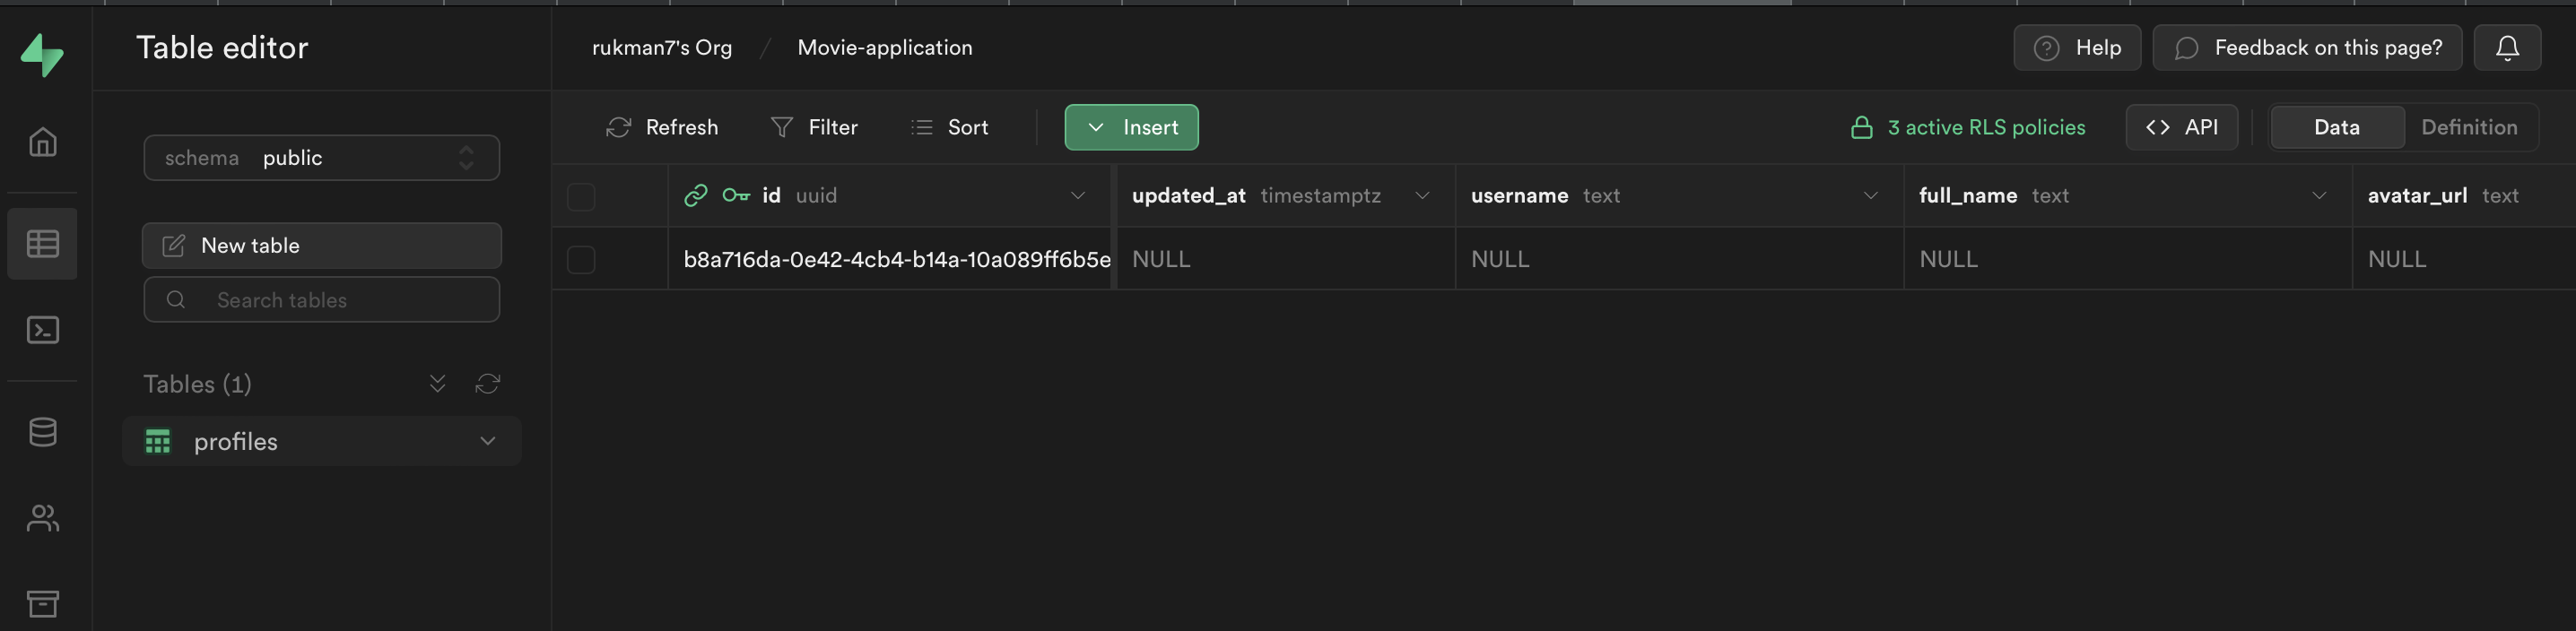 Table editor
rukman7's Org / Movie-application
Help
Feedback on this page?
schema public
New table
Search tables
Tables (1)
profiles
Refresh
Filter
Sort
Insert
3 active RLS policies
<> API
Data
Definition
id uuid
updated_at timestamptz
username text
full_name text
avatar_url text
b8a716da-0e42-4cb4-b14a-10a089ff6b5e
NULL
NULL
NULL
NULL